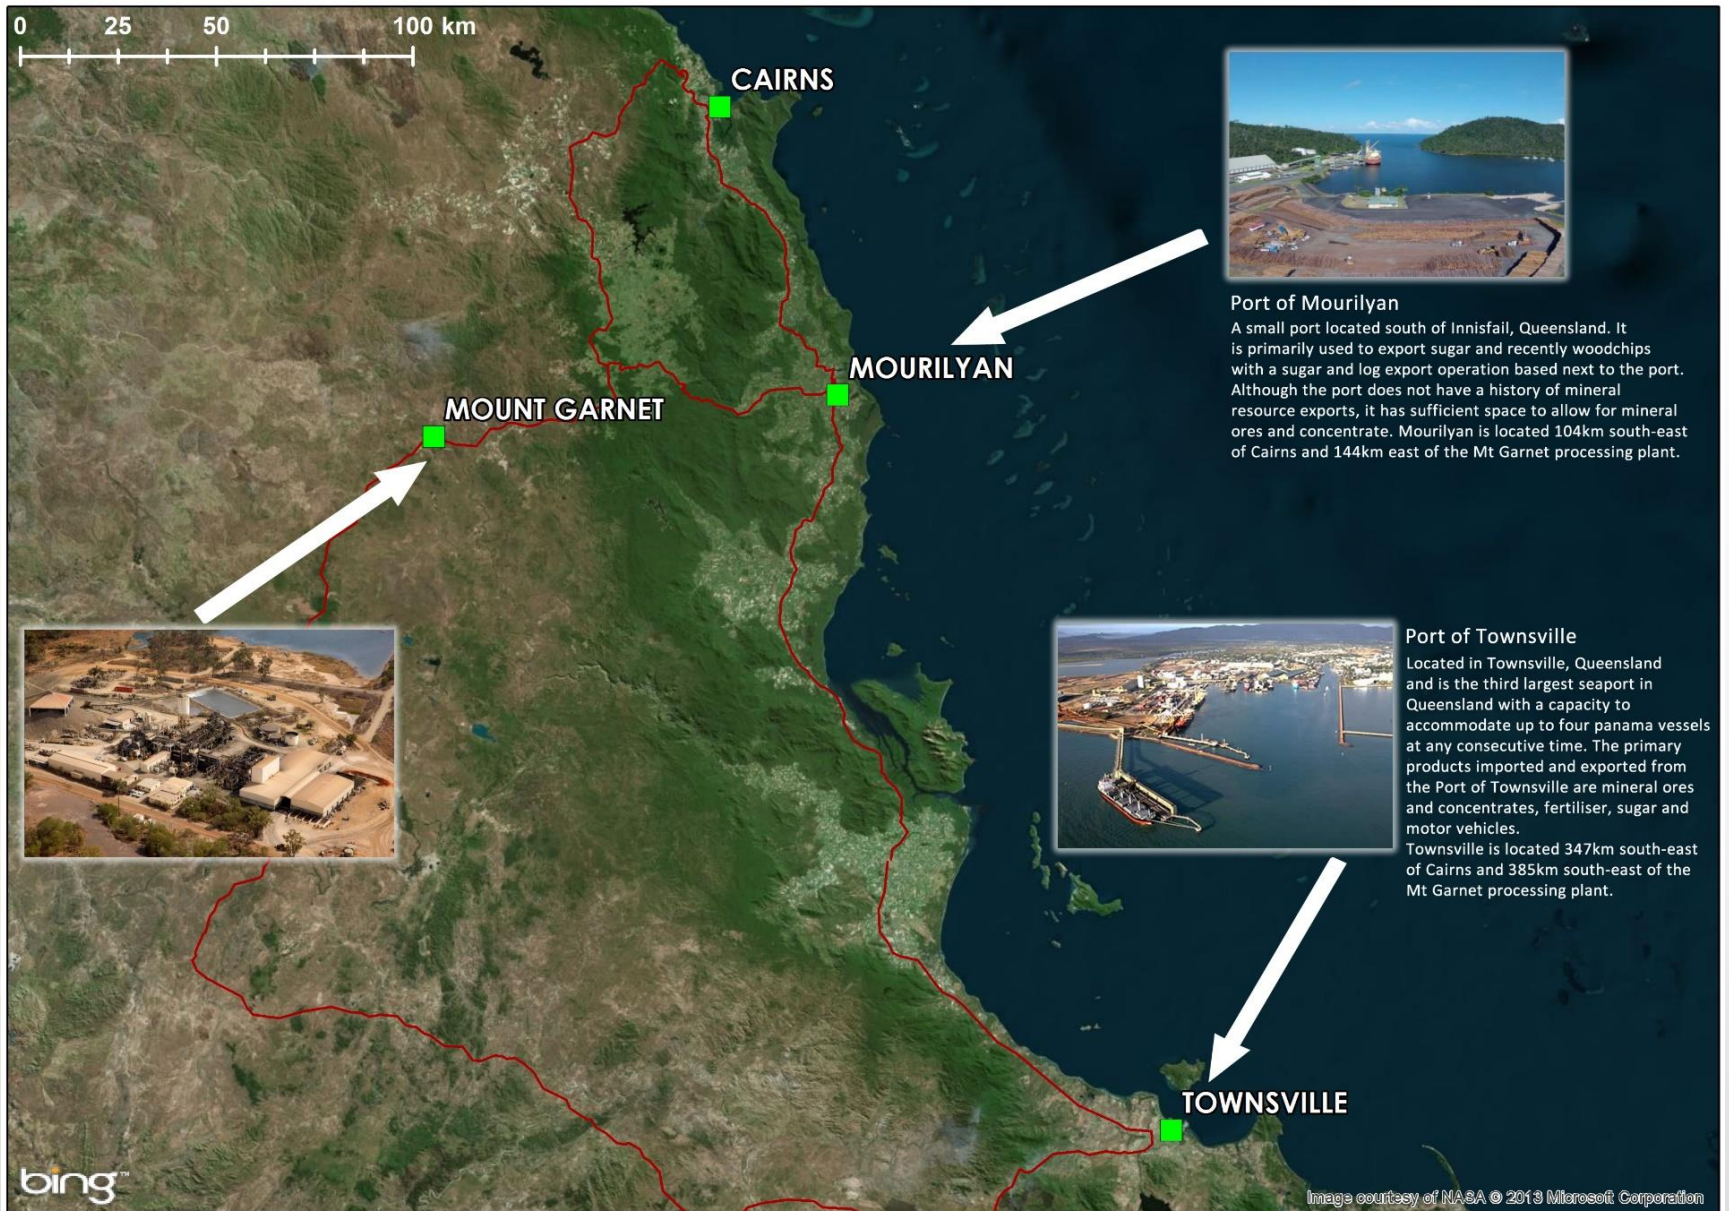 0 25 50 100 km
CAIRNS
MOURILYAN
MOUNT GARNET
Port of Mourilyan
A small port located south of Innisfail, Queensland. It
is primarily used to export sugar and recently woodchips
with a sugar and log export operation based next to the port.
Although the port does not have a history of mineral
resource exports, it has sufficient space to allow for mineral
ores and concentrate. Mourilyan is located 104km south-east
of Cairns and 144km east of the Mt Garnet processing plant.
Port of Townsville
Located in Townsville, Queensland
and is the third largest seaport in
Queensland with a capacity to
accommodate up to four panama vessels
at any consecutive time. The primary
products imported and exported from
the Port of Townsville are mineral ores
and concentrates, fertiliser, sugar and
motor vehicles.
Townsville is located 347km south-east
of Cairns and 385km south-east of the
Mt Garnet processing plant.
TOWNSVILLE
bing™
Image courtesy of NASA © 2013 Microsoft Corporation